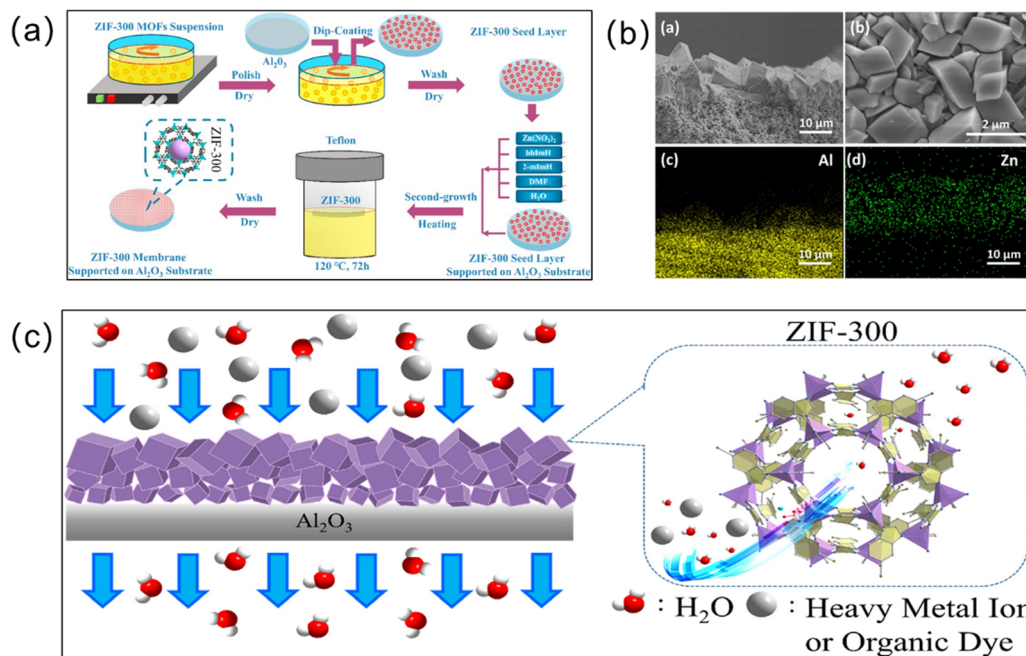 (a)
ZIF-300 MOFs Suspension
Dip-Coating
ZIF-300 Seed Layer
Al₂0₃
Polish
Dry
Wash
Dry
ZIF-300
Teflon
ZIF-300
120 °C, 72h
Zn(NO₃)₂
bbImH
2-mImH
DMF
H₂O
Second-growth
Heating
Wash
Dry
ZIF-300 Membrane
Supported on Al₂O₃ Substrate
ZIF-300 Seed Layer
Supported on Al₂O₃ Substrate
(b)
(a)
10 µm
(b)
2 µm
(c)
Al
10 µm
(d)
Zn
10 µm
(c)
ZIF-300
Al₂O₃
: H₂O
: Heavy Metal Ion
or Organic Dye